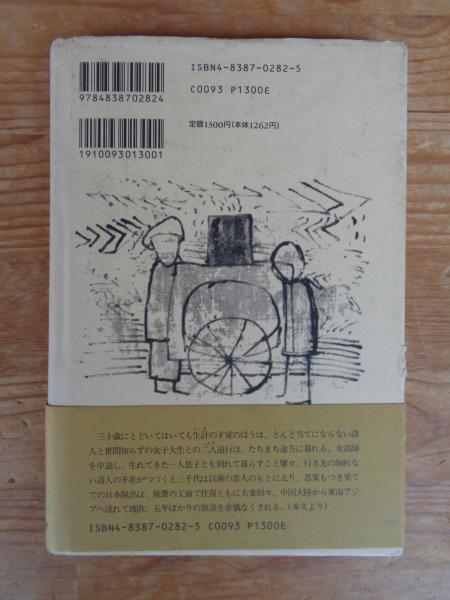 ISBN4-8387-0282-5
C0093 P1300E
9784838702824
定価1300円(本体1262円)
1910093013001
三十歳にとどいてはいても生計の才覚のほうは、とんと当てにならない詩
人と世間知らずの女子大生との二人道行は、たちまち途方に暮れる。女高師
を中退し、生れてきた一人息子とも別れて暮らすこと屢々、行き先の知れない
詩人の不在がつづくと三千代は以前の恋人のもとに走り、思案もつき果て
ての日本脱出は、旅費の工面で往復ともに夫妻別々、中国大陸から東南アジ
アへ流れて渡欧、五年ばかりの放浪を余儀なくされる。(本文より)
ISBN4-8387-0282-5 C0093 P1300E